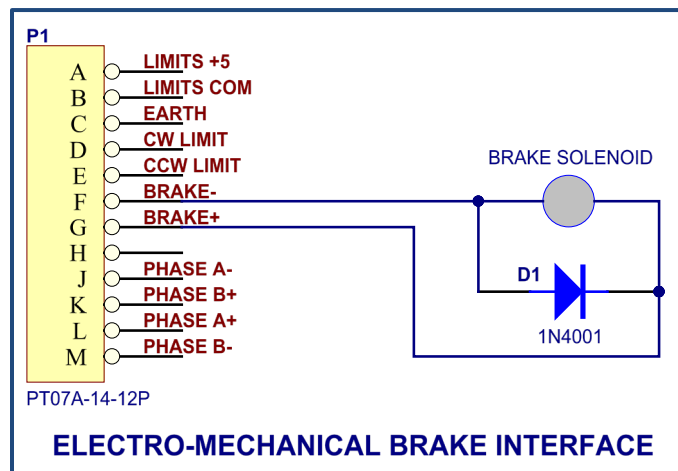 P1
A LIMITS +5
B LIMITS COM
C EARTH
D CW LIMIT
E CCW LIMIT
F BRAKE-
G BRAKE+
H
J PHASE A-
K PHASE B+
L PHASE A+
M PHASE B-
PT07A-14-12P
BRAKE SOLENOID
D1
1N4001
ELECTRO-MECHANICAL BRAKE INTERFACE